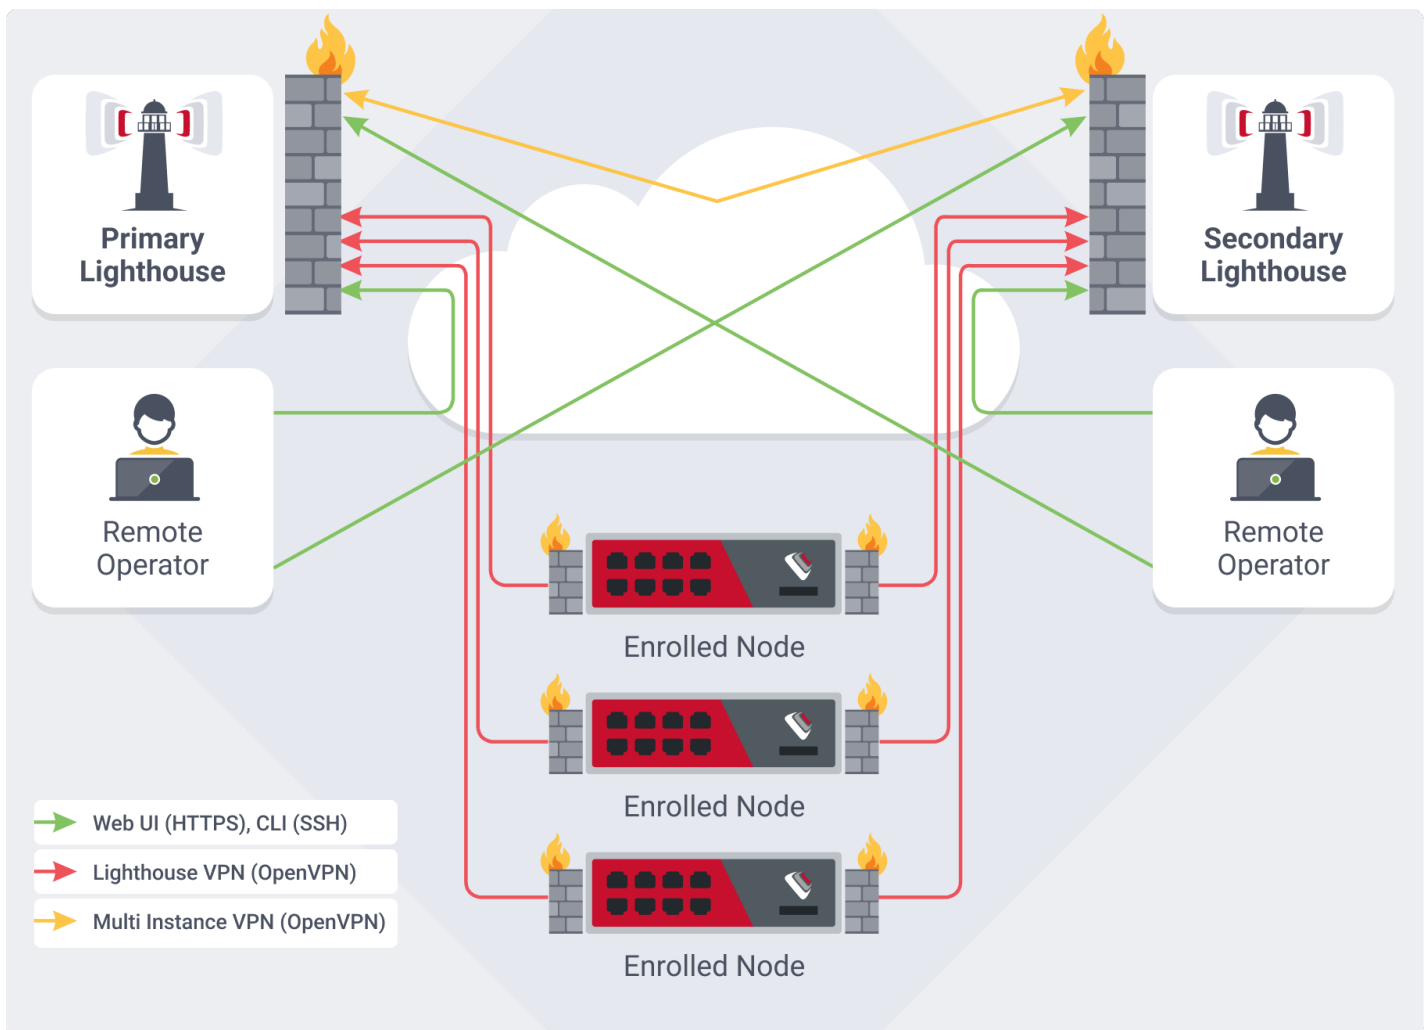 Primary
Lighthouse
Secondary
Lighthouse
Remote
Operator
Remote
Operator
Enrolled Node
Enrolled Node
Enrolled Node
Web UI (HTTPS), CLI (SSH)
Lighthouse VPN (OpenVPN)
Multi Instance VPN (OpenVPN)